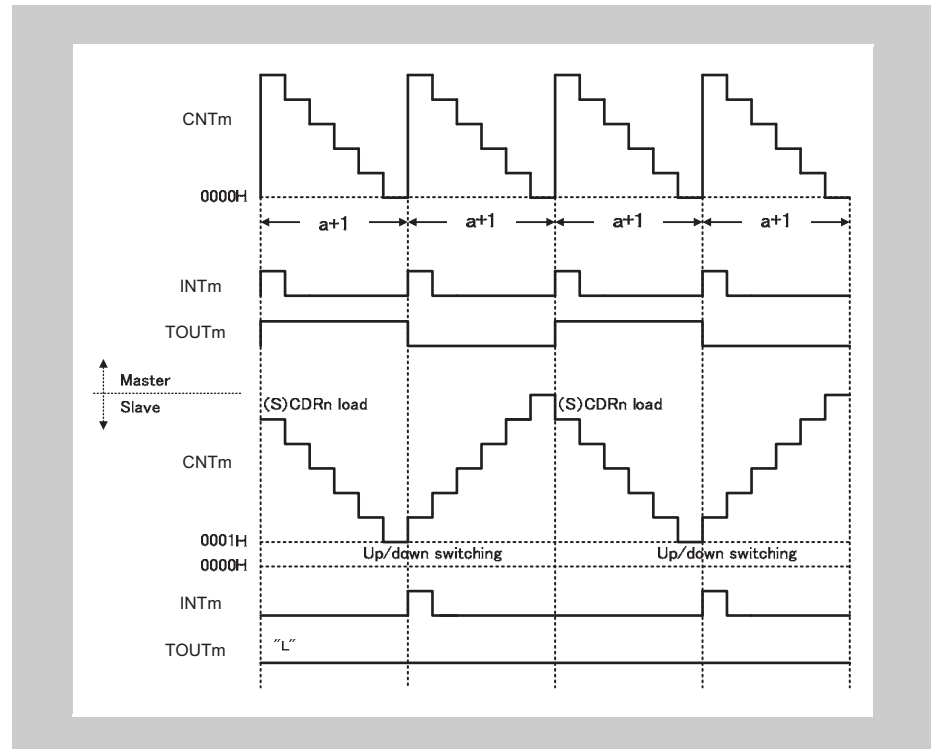 CNTm
0000H
a+1 a+1 a+1 a+1
INTm
TOUTm
Master
Slave
(S)CDRn load (S)CDRn load
CNTm
0001H
Up/down switching Up/down switching
0000H
INTm
TOUTm "L"